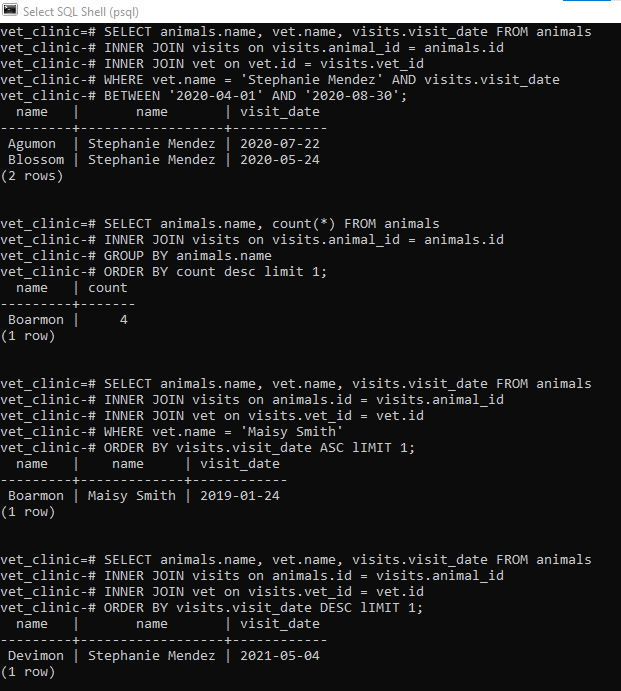 Select SQL Shell (psql)
vet_clinic=# SELECT animals.name, vet.name, visits.visit_date FROM animals
vet_clinic-# INNER JOIN visits on visits.animal_id = animals.id
vet_clinic-# INNER JOIN vet on vet.id = visits.vet_id
vet_clinic-# WHERE vet.name = 'Stephanie Mendez' AND visits.visit_date
vet_clinic-# BETWEEN '2020-04-01' AND '2020-08-30';
  name   |       name       | visit_date
---------+------------------+------------
 Agumon  | Stephanie Mendez | 2020-07-22
 Blossom | Stephanie Mendez | 2020-05-24
(2 rows)
vet_clinic=# SELECT animals.name, count(*) FROM animals
vet_clinic-# INNER JOIN visits on visits.animal_id = animals.id
vet_clinic-# GROUP BY animals.name
vet_clinic-# ORDER BY count desc limit 1;
  name   | count
---------+-------
 Boarmon |     4
(1 row)
vet_clinic=# SELECT animals.name, vet.name, visits.visit_date FROM animals
vet_clinic-# INNER JOIN visits on animals.id = visits.animal_id
vet_clinic-# INNER JOIN vet on visits.vet_id = vet.id
vet_clinic-# WHERE vet.name = 'Maisy Smith'
vet_clinic-# ORDER BY visits.visit_date ASC lIMIT 1;
  name   |    name     | visit_date
---------+-------------+------------
 Boarmon | Maisy Smith | 2019-01-24
(1 row)
vet_clinic=# SELECT animals.name, vet.name, visits.visit_date FROM animals
vet_clinic-# INNER JOIN visits on animals.id = visits.animal_id
vet_clinic-# INNER JOIN vet on visits.vet_id = vet.id
vet_clinic-# ORDER BY visits.visit_date DESC lIMIT 1;
  name   |       name       | visit_date
---------+------------------+------------
 Devimon | Stephanie Mendez | 2021-05-04
(1 row)